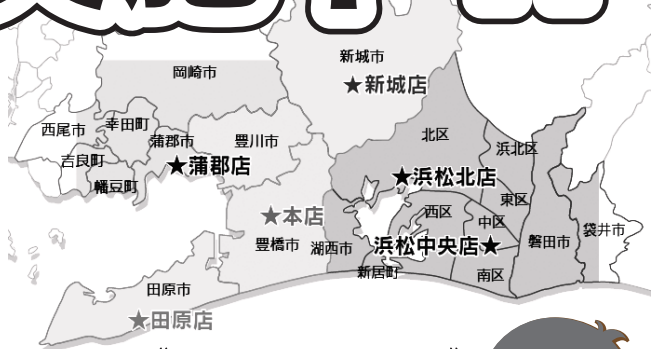 新城市
★新城店
岡崎市
西尾市
幸田町
蒲郡市
豊川市
吉良町
幡豆町
★蒲郡店
北区
浜北区
★浜松北店
東区
西区
中区
★本店
豊橋市
湖西市
浜松中央店★
磐田市
袋井市
新居町
南区
田原市
★田原店